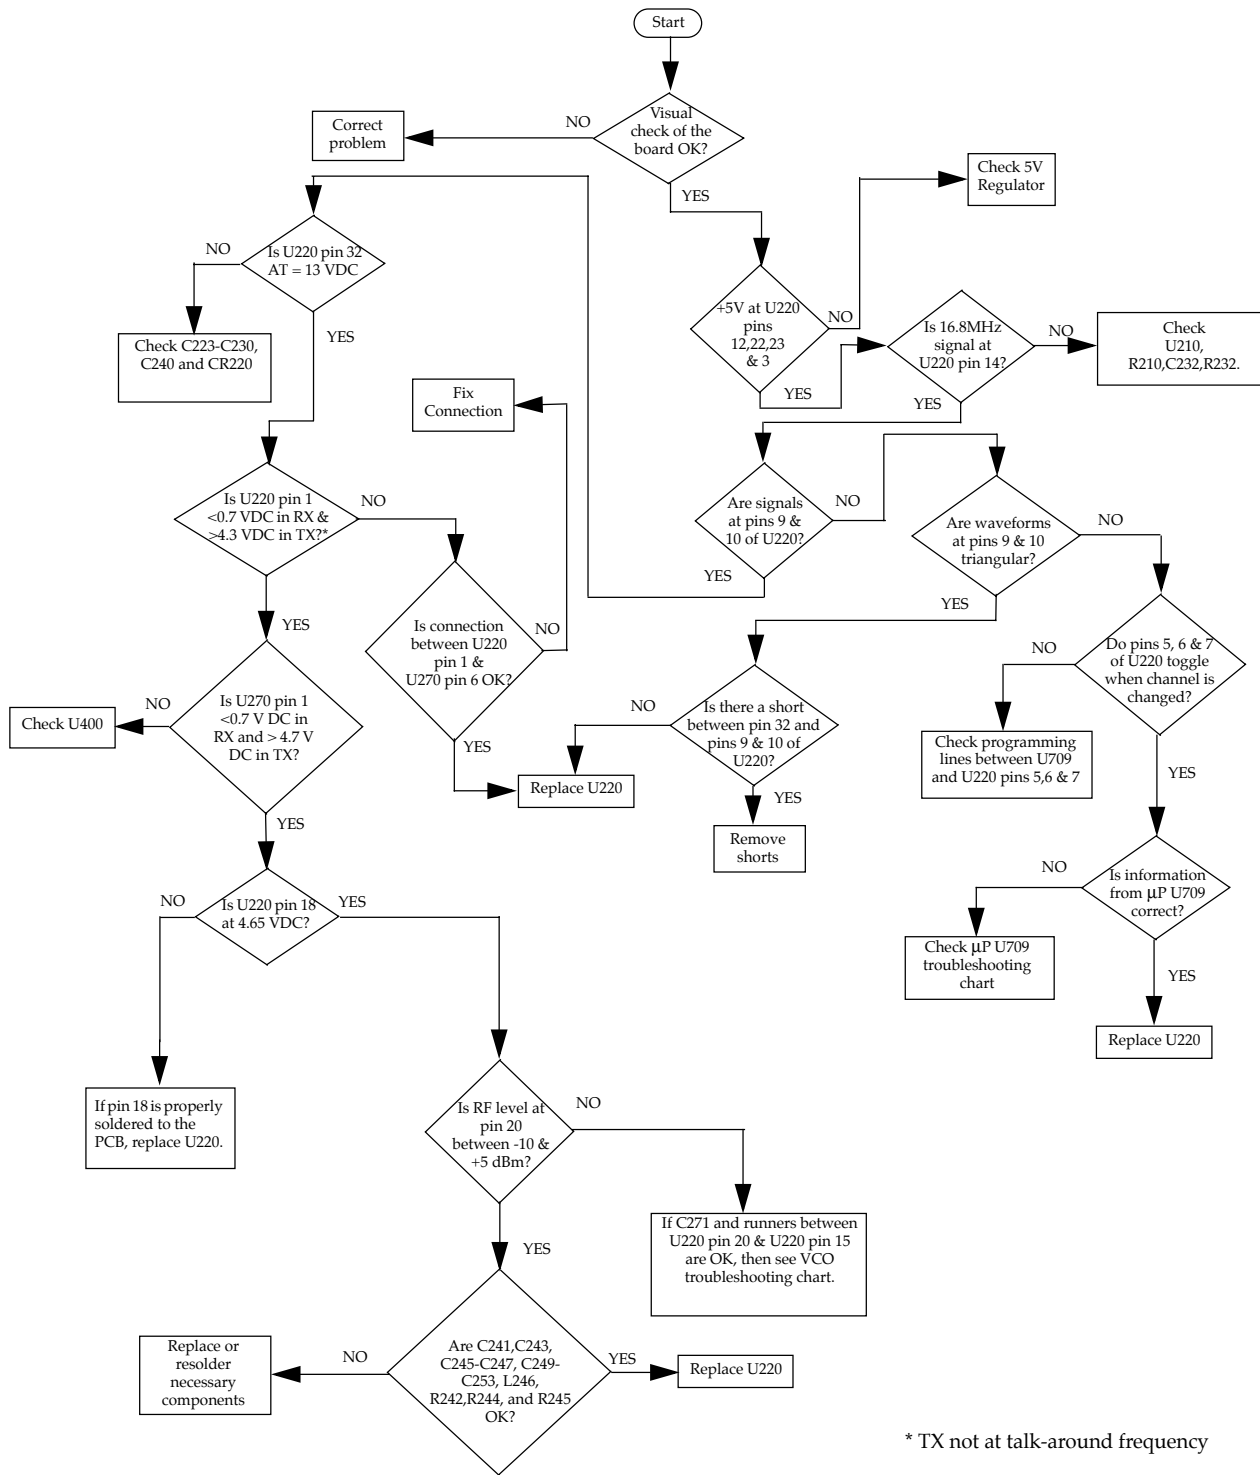 Start
Visual
check of the
board OK?
NO
Correct
problem
YES
Check 5V
Regulator
Is U220 pin 32
AT = 13 VDC
NO
YES
Check C223-C230,
C240 and CR220
+5V at U220
pins
12,22,23
& 3
NO
YES
Is 16.8MHz
signal at
U220 pin 14?
NO
YES
Check
U210,
R210,C232,R232.
Fix
Connection
Is U220 pin 1
<0.7 VDC in RX &
>4.3 VDC in TX?*
NO
YES
Are signals
at pins 9 &
10 of U220?
NO
YES
Are waveforms
at pins 9 & 10
triangular?
NO
YES
Is connection
between U220
pin 1 &
U270 pin 6 OK?
NO
YES
Do pins 5, 6 & 7
of U220 toggle
when channel is
changed?
NO
YES
Is U270 pin 1
<0.7 V DC in
RX and > 4.7 V
DC in TX?
NO
YES
Check U400
Is there a short
between pin 32 and
pins 9 & 10 of
U220?
NO
YES
Replace U220
Remove
shorts
Check programming
lines between U709
and U220 pins 5,6 & 7
Is information
from µP U709
correct?
NO
YES
Check µP U709
troubleshooting
chart
Replace U220
Is U220 pin 18
at 4.65 VDC?
NO
YES
If pin 18 is properly
soldered to the
PCB, replace U220.
Is RF level at
pin 20
between -10 &
+5 dBm?
NO
YES
If C271 and runners between
U220 pin 20 & U220 pin 15
are OK, then see VCO
troubleshooting chart.
Are C241,C243,
C245-C247, C249-
C253, L246,
R242,R244, and R245
OK?
NO
YES
Replace or
resolder
necessary
components
Replace U220
* TX not at talk-around frequency